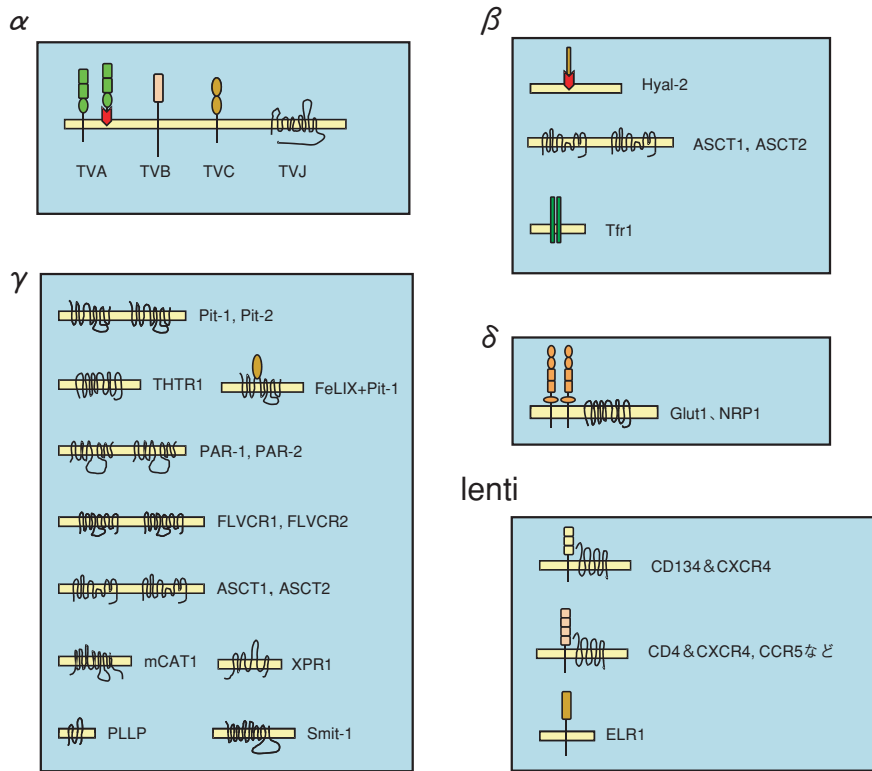 α
TVA TVB TVC TVJ
β
Hyal-2
ASCT1, ASCT2
Tfr1
γ
Pit-1, Pit-2
THTR1 FeLIX+Pit-1
PAR-1, PAR-2
FLVCR1, FLVCR2
ASCT1, ASCT2
mCAT1 XPR1
PLLP Smit-1
δ
Glut1、NRP1
lenti
CD134&CXCR4
CD4&CXCR4, CCR5など
ELR1